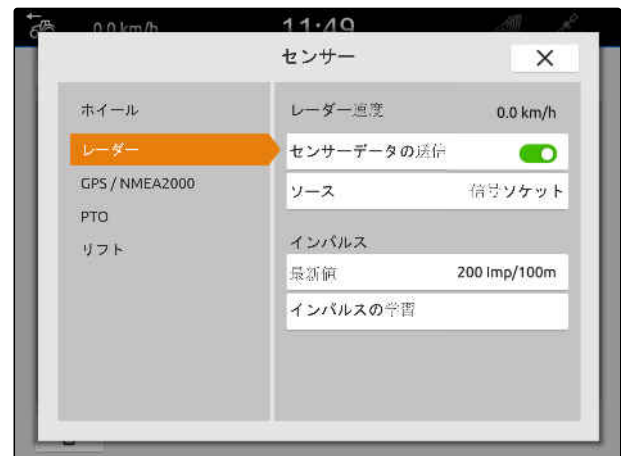 0.0 km/h
11:49
センサー
ホイール
レーダー
GPS / NMEA2000
PTO
リフト
レーダー速度
0.0 km/h
センサーデータの送信
ソース
信号ソケット
インパルス
最新値
200 Imp/100m
インパルスの学習